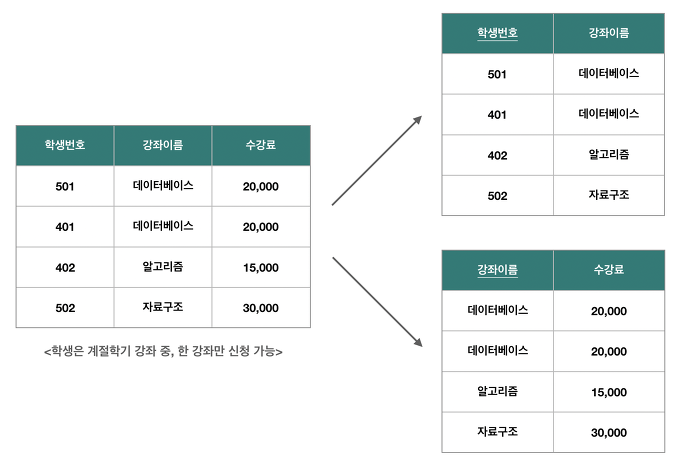 학생번호 강좌이름 수강료
501 데이터베이스 20,000
401 데이터베이스 20,000
402 알고리즘 15,000
502 자료구조 30,000
<학생은 계절학기 강좌 중, 한 강좌만 신청 가능>
학생번호 강좌이름
501 데이터베이스
401 데이터베이스
402 알고리즘
502 자료구조
강좌이름 수강료
데이터베이스 20,000
데이터베이스 20,000
알고리즘 15,000
자료구조 30,000